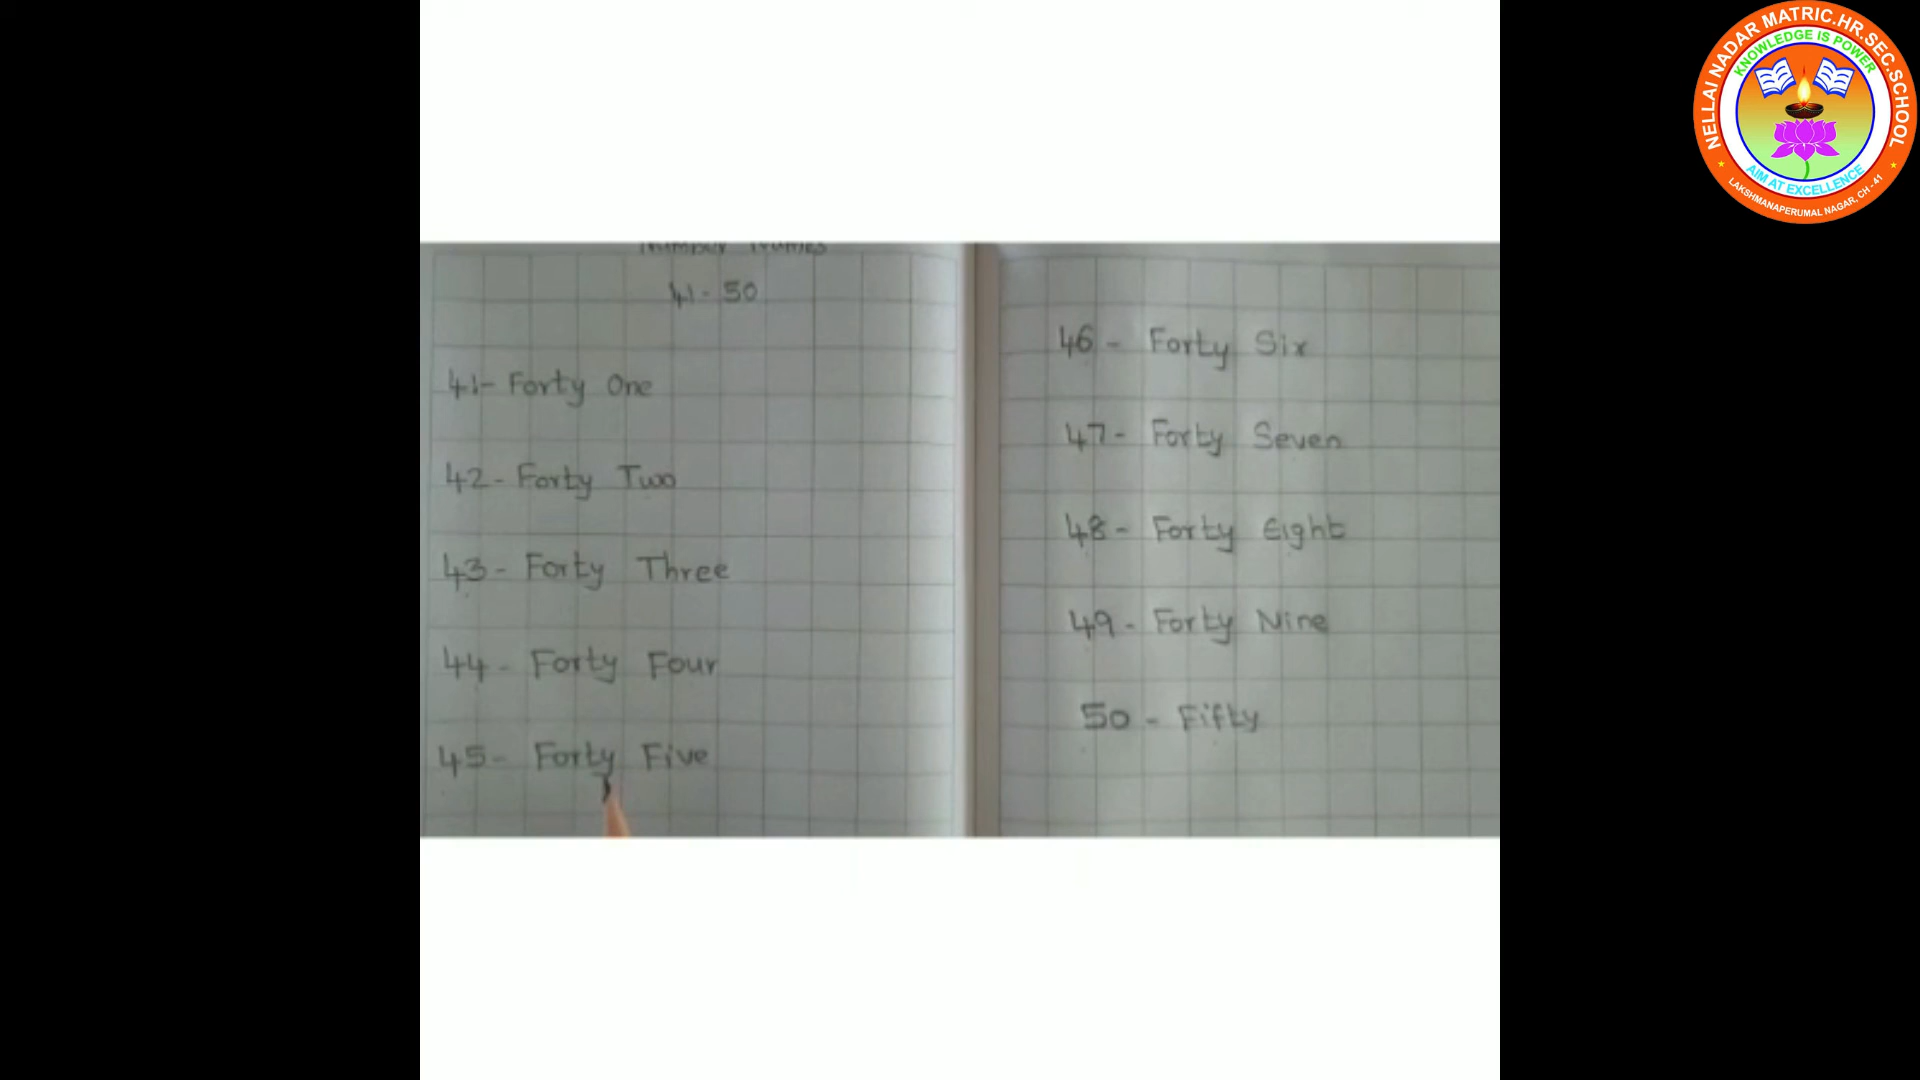 Number Names
41 - 50
41- Forty One
42 - Forty Two
43 - Forty Three
44 - Forty Four
45 - Forty Five
46 - Forty Six
47 - Forty Seven
48 - Forty Eight
49 - Forty Nine
50 - Fifty
NELLAI NADAR MATRIC.HR.SEC.SCHOOL
KNOWLEDGE IS POWER
AIM AT EXCELLENCE
LAKSHMANAPERUMAL NAGAR, CH - 41